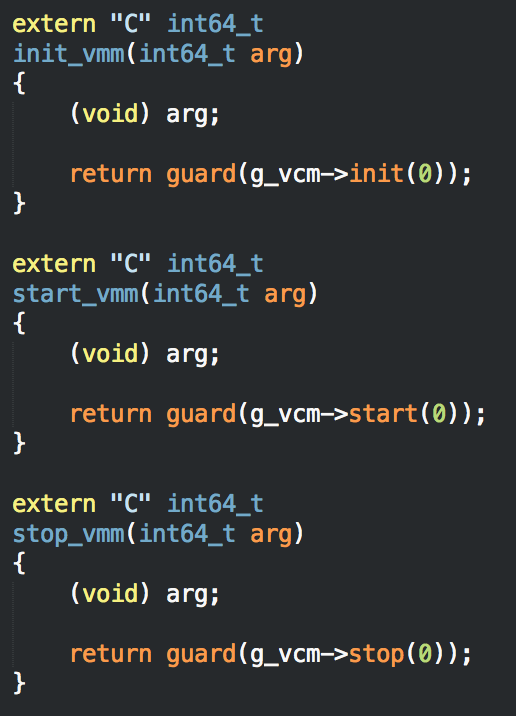 extern "C" int64_t
init_vmm(int64_t arg)
{
    (void) arg;

    return guard(g_vcm->init(0));
}

extern "C" int64_t
start_vmm(int64_t arg)
{
    (void) arg;

    return guard(g_vcm->start(0));
}

extern "C" int64_t
stop_vmm(int64_t arg)
{
    (void) arg;

    return guard(g_vcm->stop(0));
}